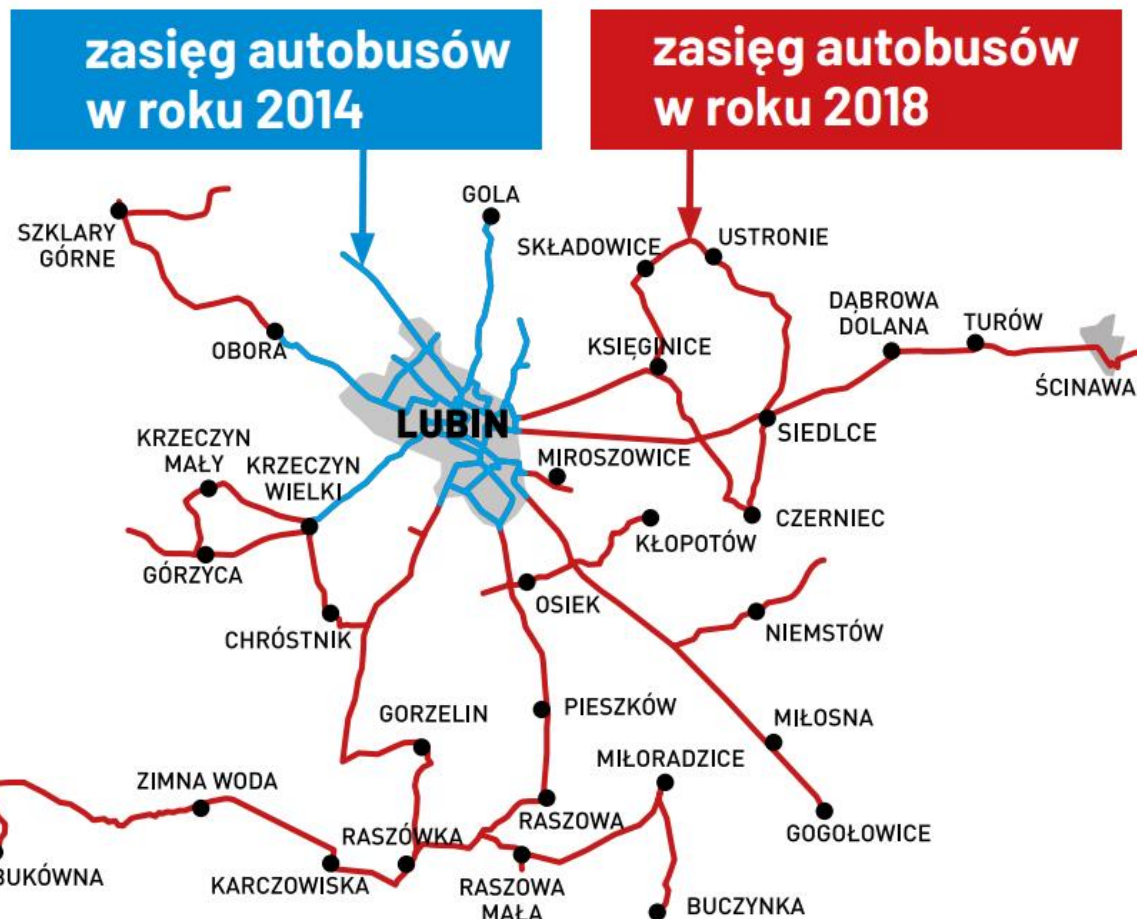 zasięg autobusów
w roku 2014
zasięg autobusów
w roku 2018
SZKLARY
GÓRNE
GOLA
SKŁADOWICE
USTRONIE
OBORA
KSIĘGINICE
DĄBROWA
DOLANA
TURÓW
ŚCINAWA
LUBIN
KRZECZYN
MAŁY
KRZECZYN
WIELKI
MIROSZOWICE
SIEDLCE
GÓRZYCA
KŁOPOTÓW
CZERNIEC
CHRÓSTNIK
OSIEK
NIEMSTÓW
GORZELIN
PIESZKÓW
MIŁOSNA
ZIMNA WODA
MIŁORADZICE
RASZÓWKA
RASZOWA
GOGOŁOWICE
BUKÓWNA
KARCZOWISKA
RASZOWA
MAŁA
BUCZYNKA